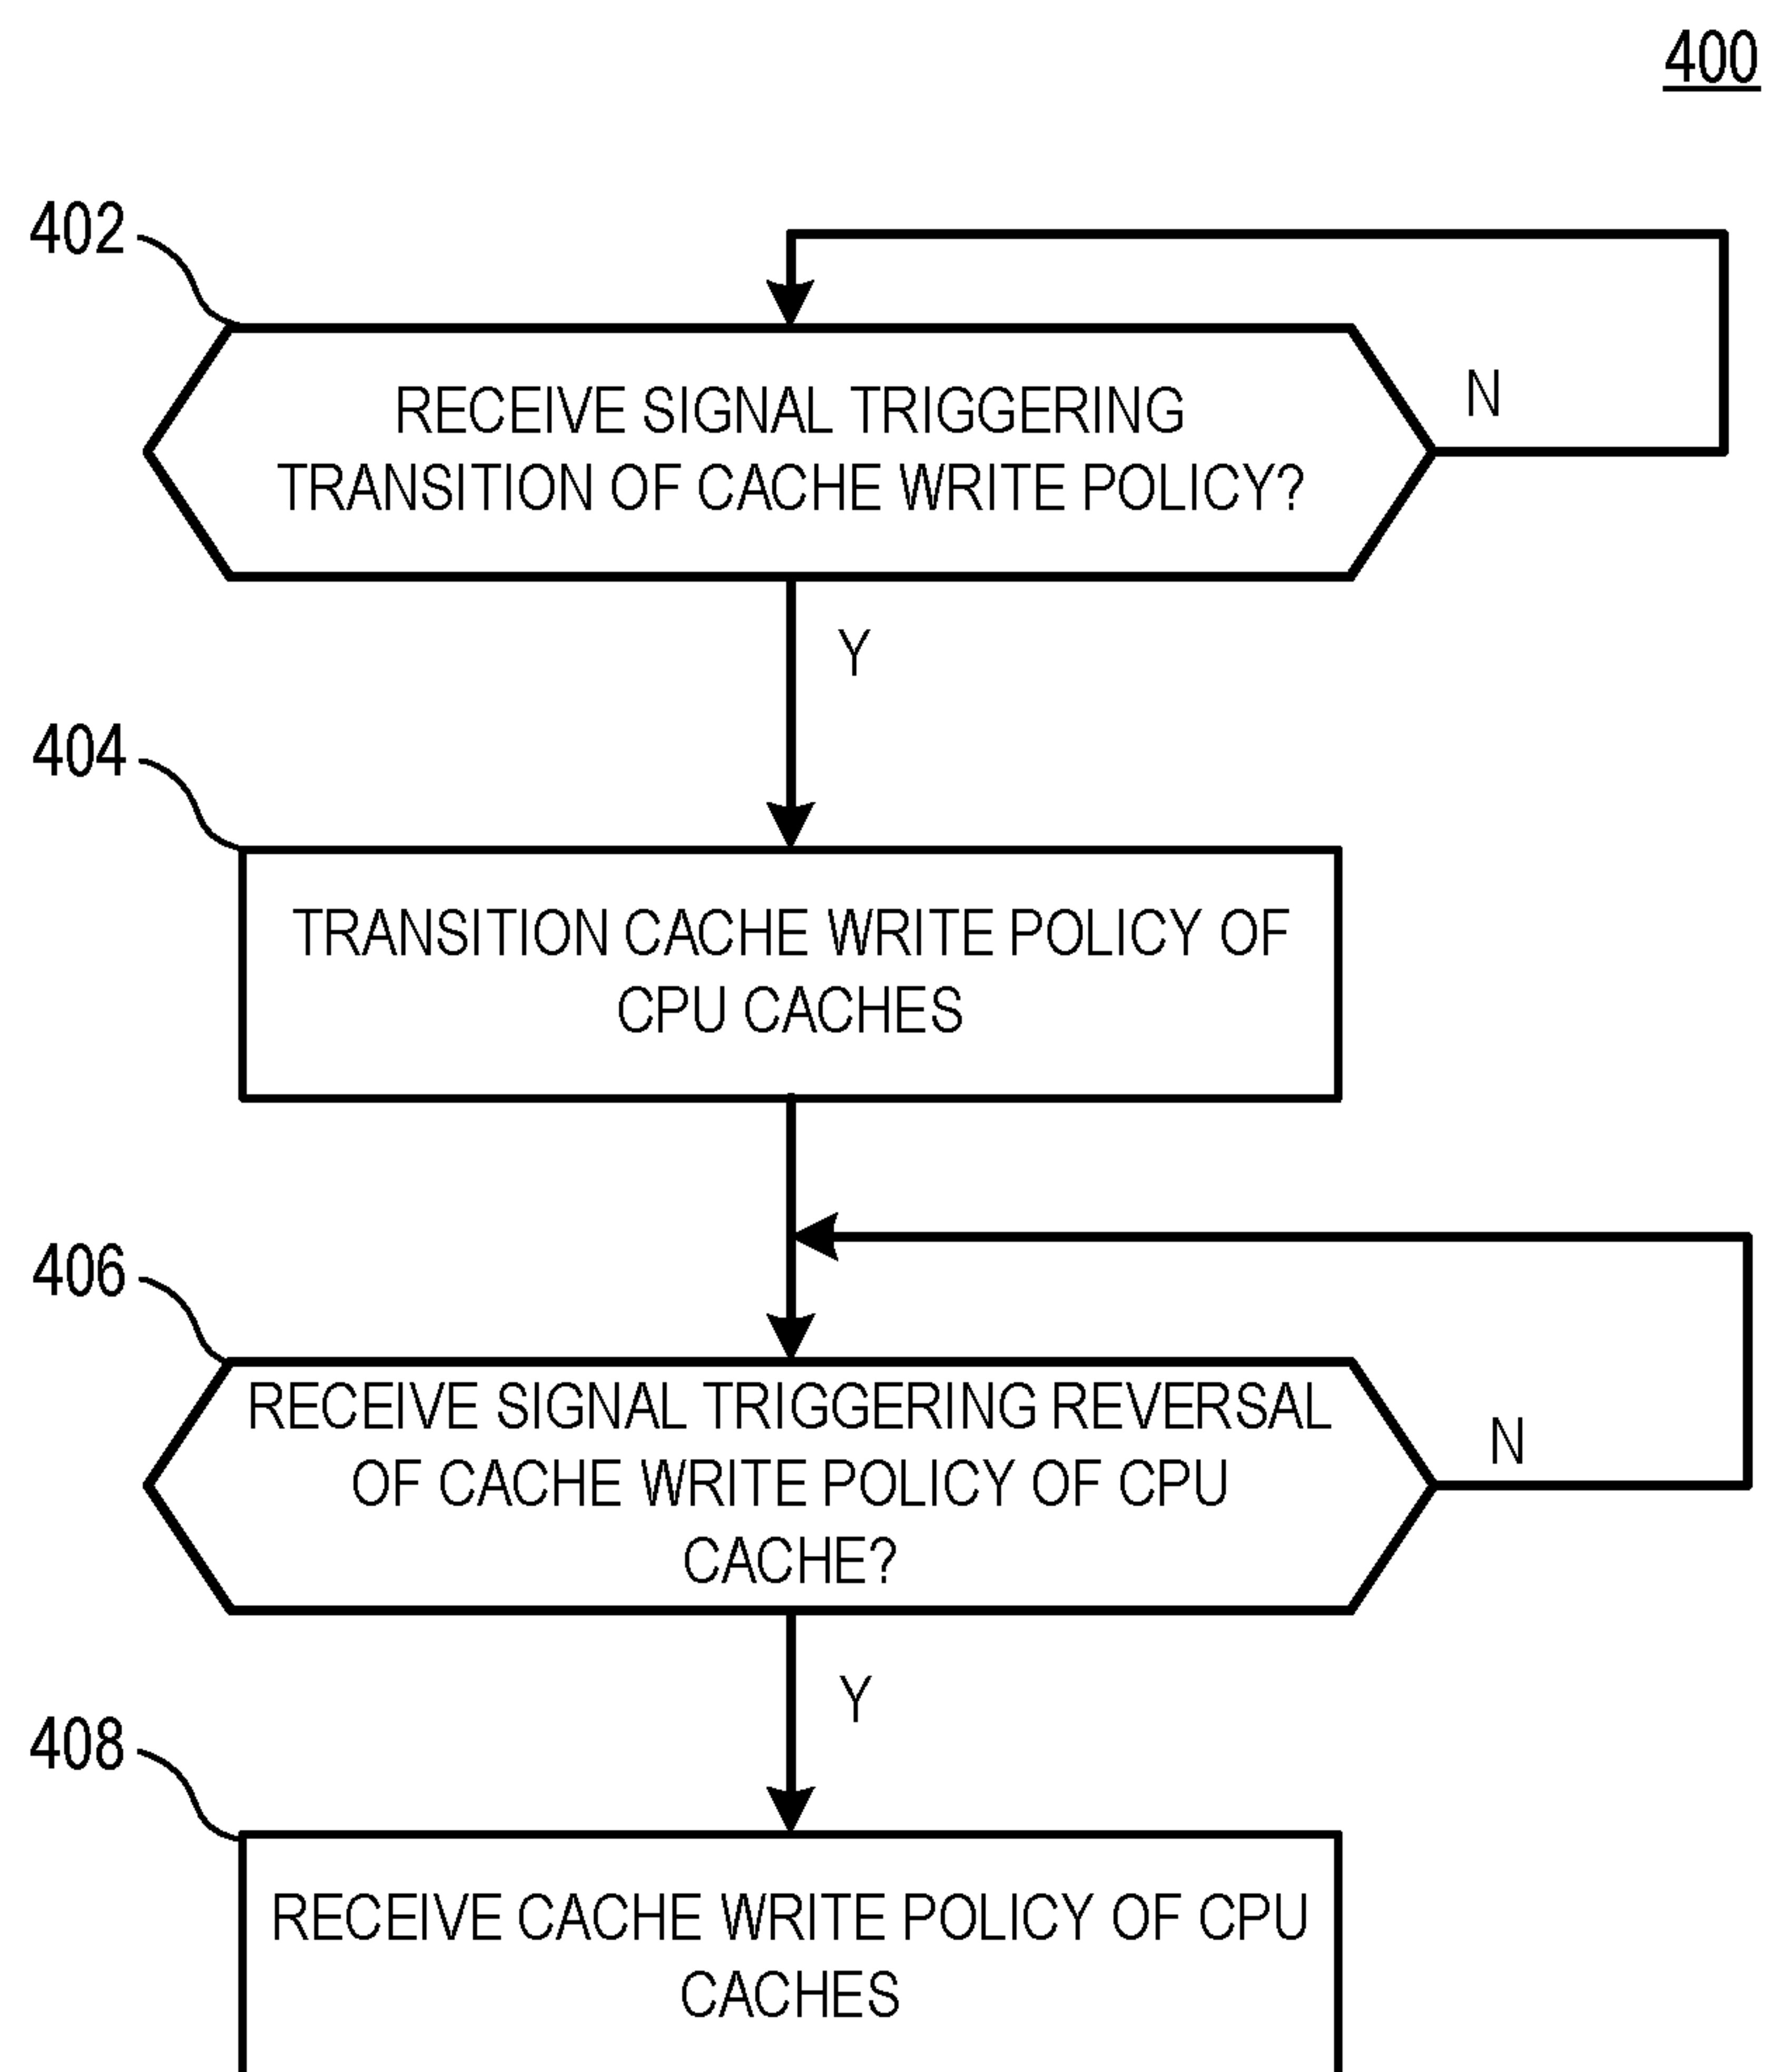 400
402
RECEIVE SIGNAL TRIGGERING
TRANSITION OF CACHE WRITE POLICY?
N
Y
404
TRANSITION CACHE WRITE POLICY OF
CPU CACHES
406
RECEIVE SIGNAL TRIGGERING REVERSAL
OF CACHE WRITE POLICY OF CPU
CACHE?
N
Y
408
RECEIVE CACHE WRITE POLICY OF CPU
CACHES